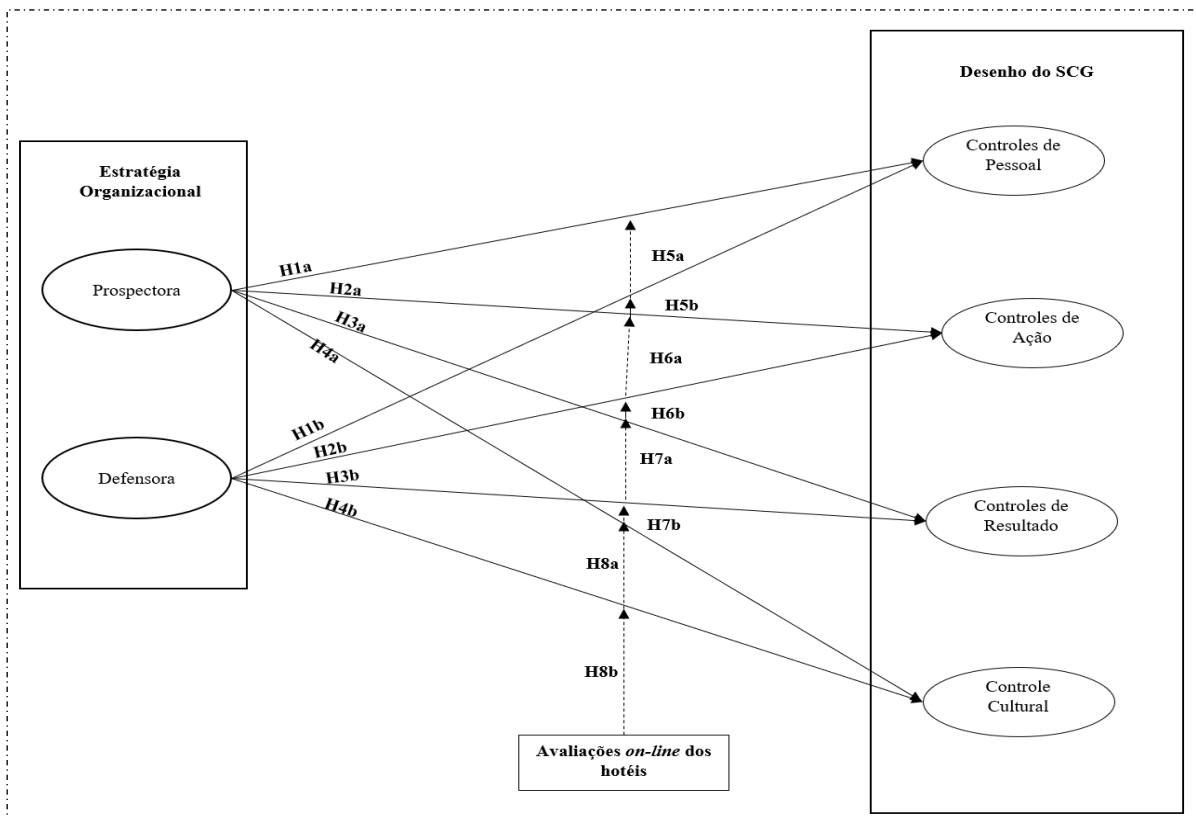 Desenho do SCG
Controles de
Pessoal
Estratégia
Organizacional
H5a
H1a
Prospectora
H2a
H5b
Controles de
Ação
H3a
H4a
H6a
H6b
H1b
H2b
H7a
Defensora
H3b
H4b
H7b
Controles de
Resultado
H8a
H8b
Controle
Cultural
Avaliações on-line dos
hotéis